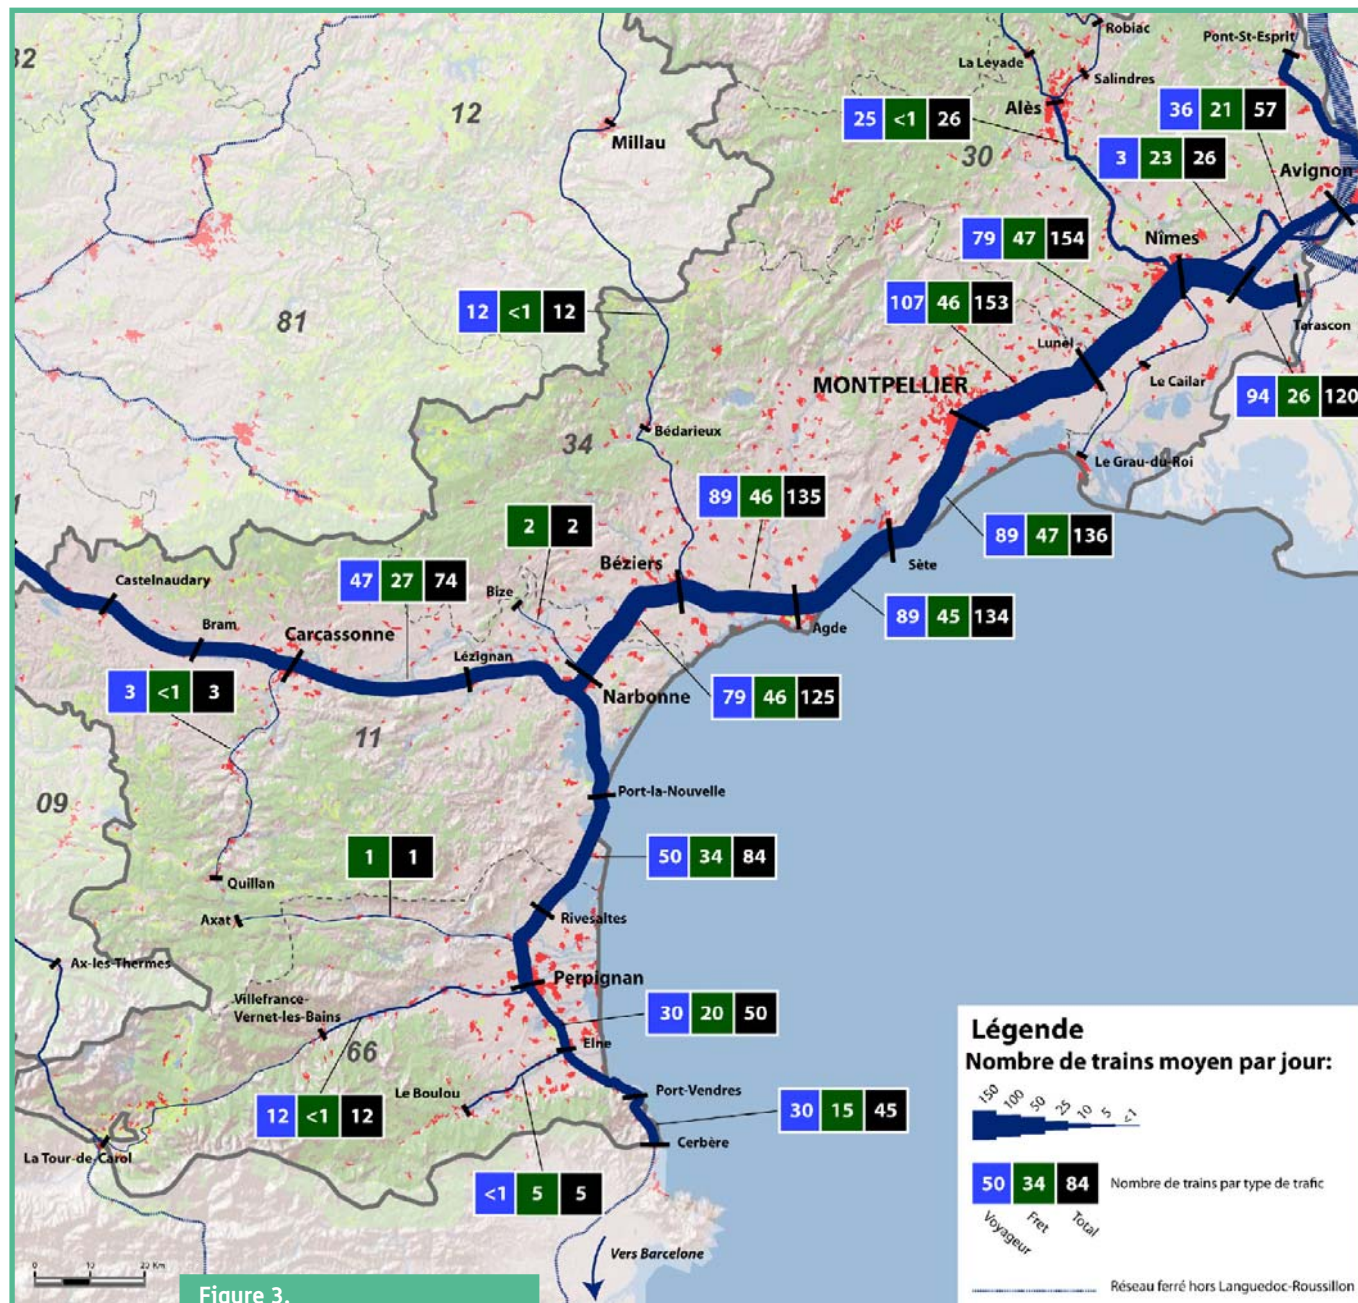 32
12
Robiac
Pont-St-Esprit
La Levade
Salindres
Alès
Millau
25 <1 26
36 21 57
30
3 23 26
Avignon
79 47 154
Nîmes
12 <1 12
107 46 153
81
Tarascon
Lunel
MONTPELLIER
Le Cailar
94 26 120
Bédarieux
34
Le Grau-du-Roi
89 46 135
2 2
89 47 136
Béziers
Sète
47 27 74
Castelnaudary
Bize
Bram
Carcassonne
Agde
89 45 134
Lézignan
3 <1 3
Narbonne
79 46 125
11
Port-la-Nouvelle
09
1 1
50 34 84
Quillan
Axat
Rivesaltes
Ax-les-Thermes
Perpignan
Villefrance-
Vernet-les-Bains
30 20 50
66
Elne
Le Boulou
Port-Vendres
12 <1 12
30 15 45
La Tour-de-Carol
Cerbère
<1 5 5
Vers Barcelone
0 10 20 Km
Figure 3.
Légende
Nombre de trains moyen par jour:
150 100 50 25 10 5 <1
50 34 84 Nombre de trains par type de trafic
Voyageur Fret Total
Réseau ferré hors Languedoc-Roussillon